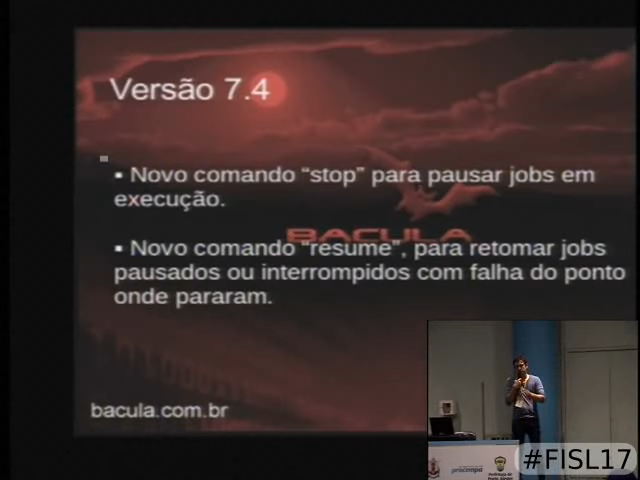 Versão 7.4
▪ Novo comando “stop” para pausar jobs em
execução.
BACULA
▪ Novo comando “resume”, para retomar jobs
pausados ou interrompidos com falha do ponto
onde pararam.
bacula.com.br
procempa
#FISL17